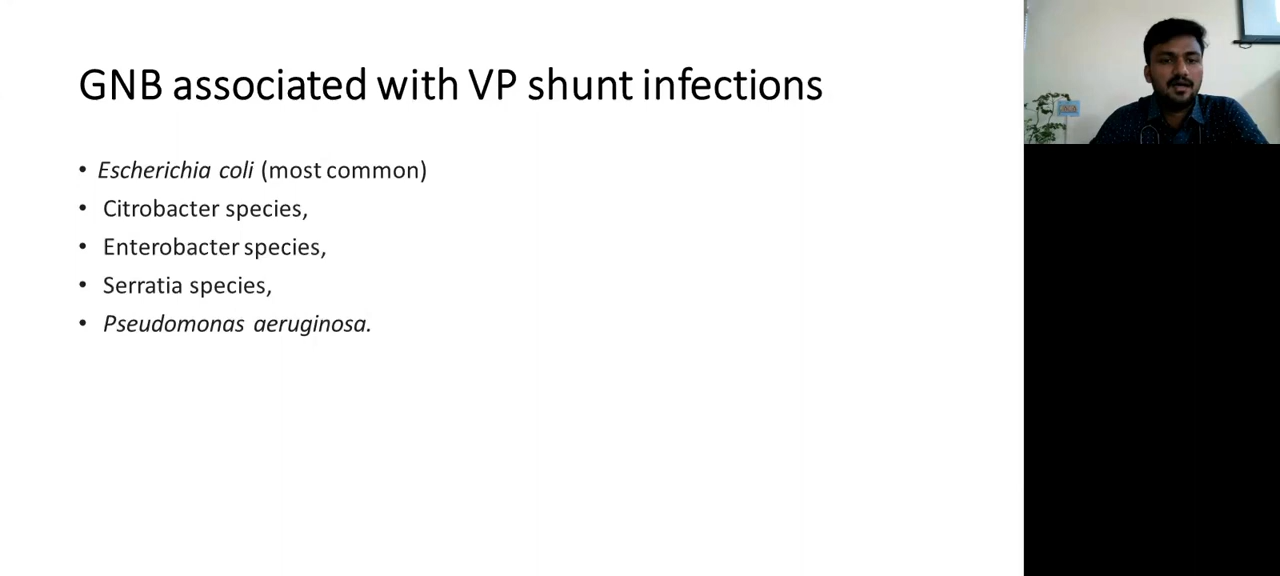 GNB associated with VP shunt infections
• Escherichia coli (most common)
• Citrobacter species,
• Enterobacter species,
• Serratia species,
• Pseudomonas aeruginosa.